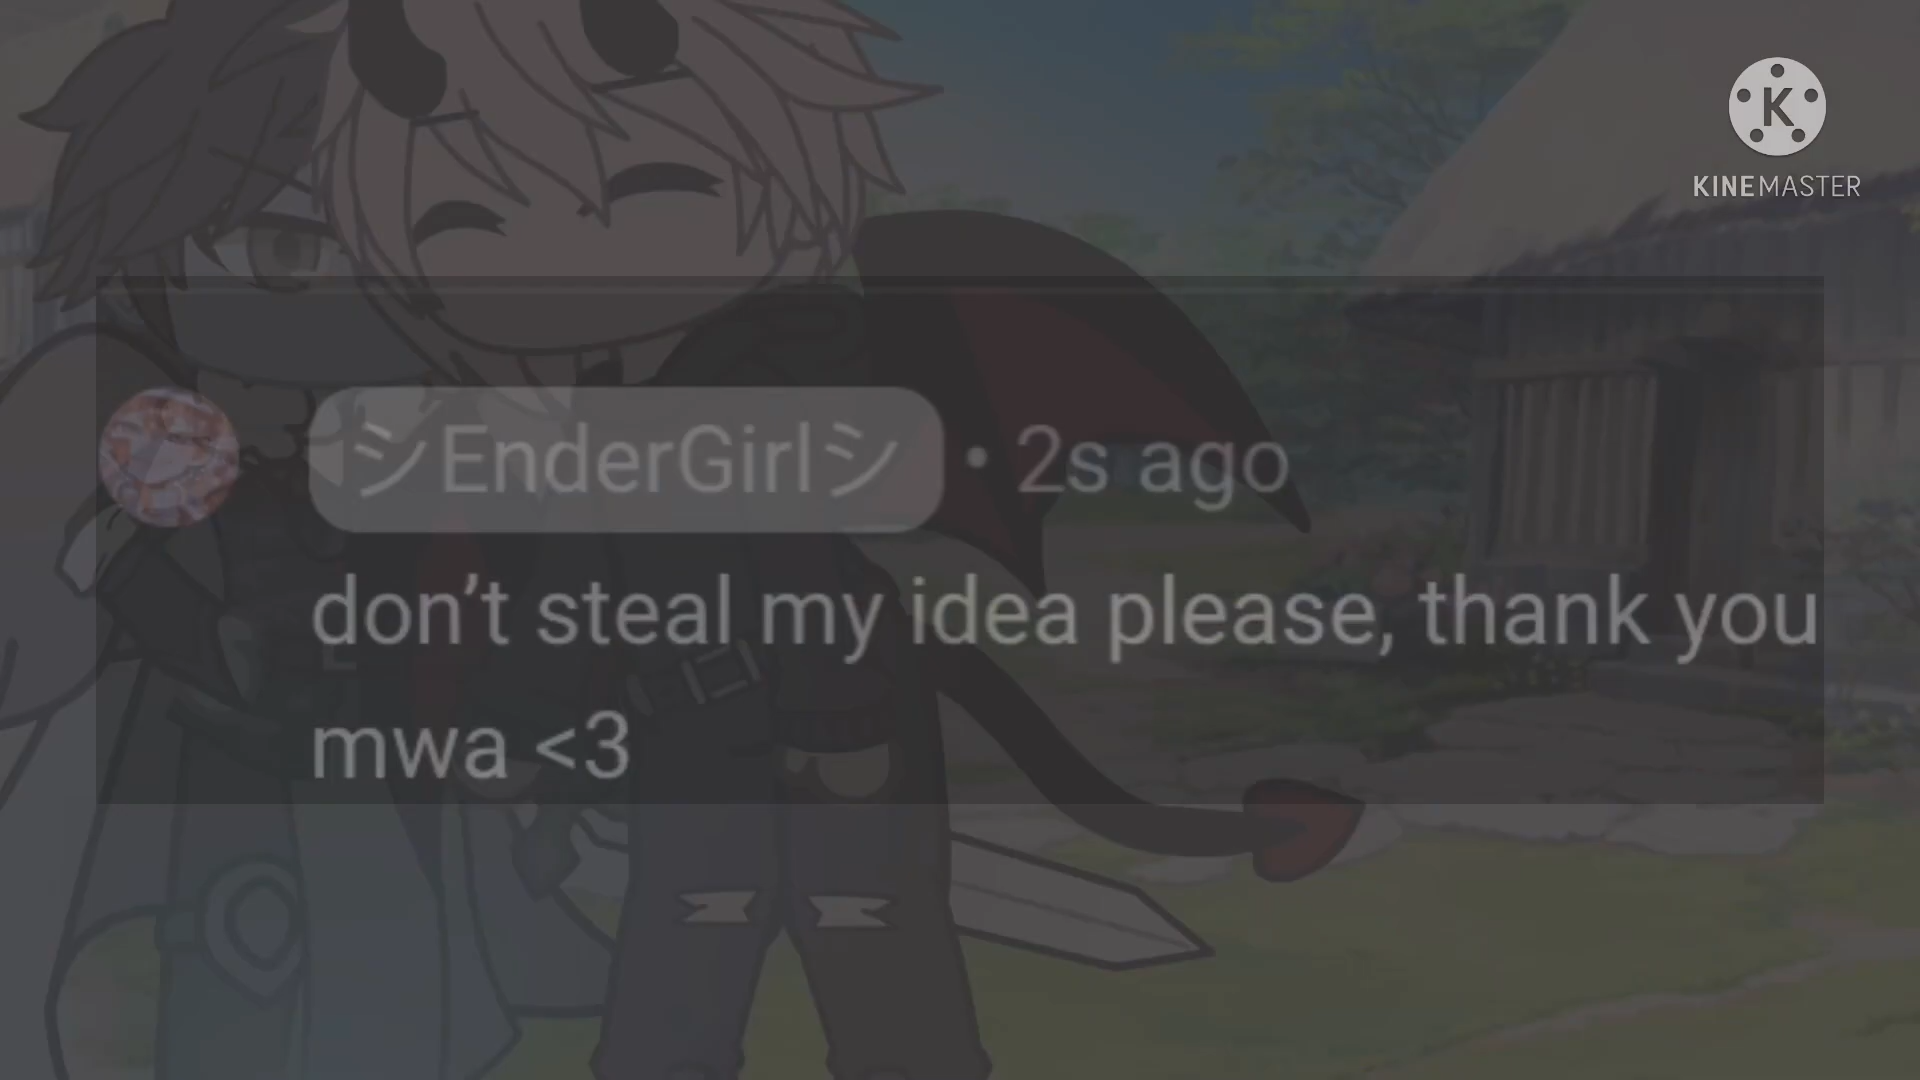 K
KINEMASTER
シEnderGirlシ • 2s ago
don’t steal my idea please, thank you
mwa <3